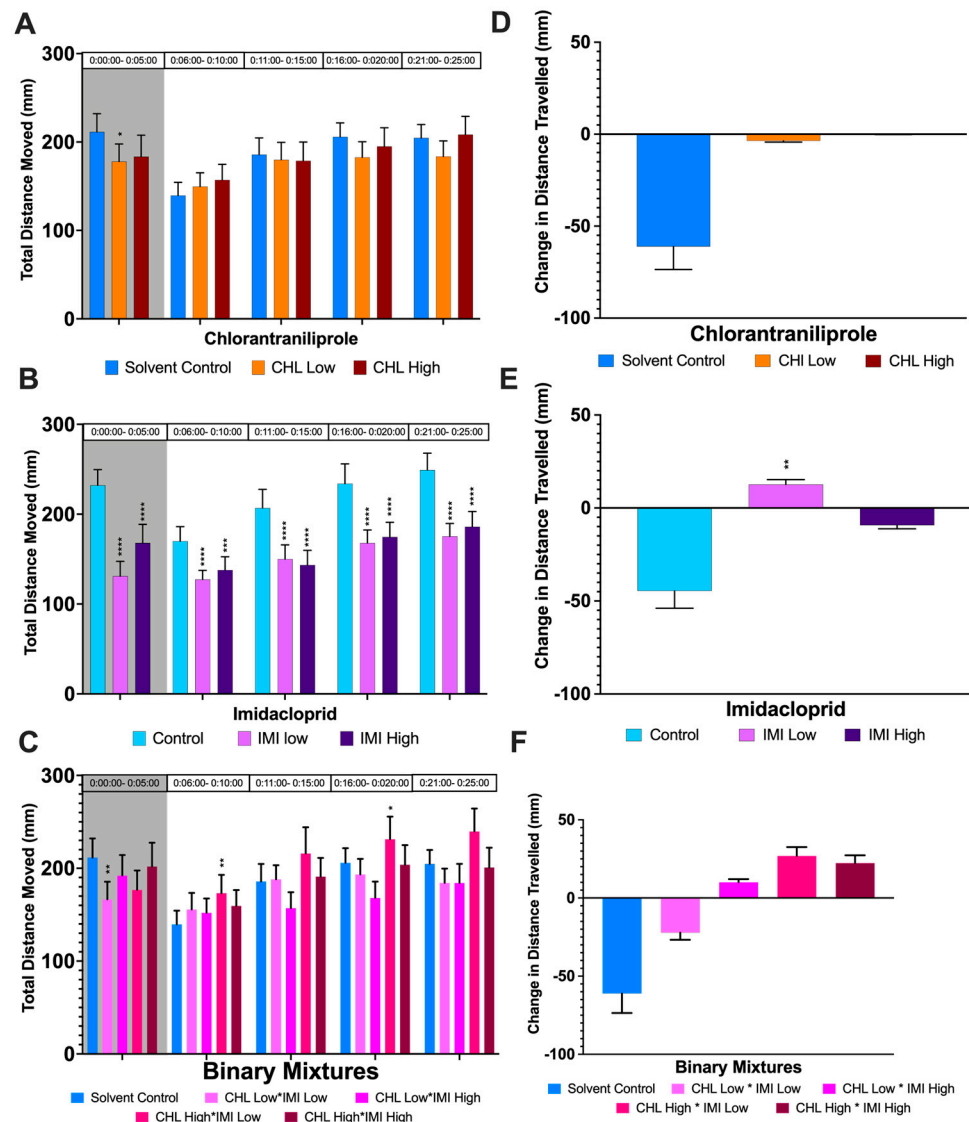 A
300
200
100
0
Total Distance Moved (mm)
0:00:00- 0:05:00 0:06:00- 0:10:00 0:11:00- 0:15:00 0:16:00- 0:020:00 0:21:00- 0:25:00
*
Chlorantraniliprole
Solvent Control CHL Low CHL High
D
50
0
-50
-100
Change in Distance Travelled (mm)
Chlorantraniliprole
Solvent Control CHl Low CHL High
B
300
200
100
0
Total Distance Moved (mm)
0:00:00- 0:05:00 0:06:00- 0:10:00 0:11:00- 0:15:00 0:16:00- 0:020:00 0:21:00- 0:25:00
**** **** **** *** **** **** **** **** **** ****
Imidacloprid
Control IMI low IMI High
E
50
0
-50
-100
Change in Distance Travelled (mm)
**
Imidacloprid
Control IMI Low IMI High
C
300
200
100
0
Total Distance Moved (mm)
0:00:00- 0:05:00 0:06:00- 0:10:00 0:11:00- 0:15:00 0:16:00- 0:020:00 0:21:00- 0:25:00
** ** *
Binary Mixtures
Solvent Control CHL Low*IMI Low CHL Low*IMI High
CHL High*IMI Low CHL High*IMI High
F
50
0
-50
-100
Change in Distance Travelled (mm)
Binary Mixtures
Solvent Control CHL Low * IMI Low CHL Low * IMI High
CHL High * IMI Low CHL High * IMI High